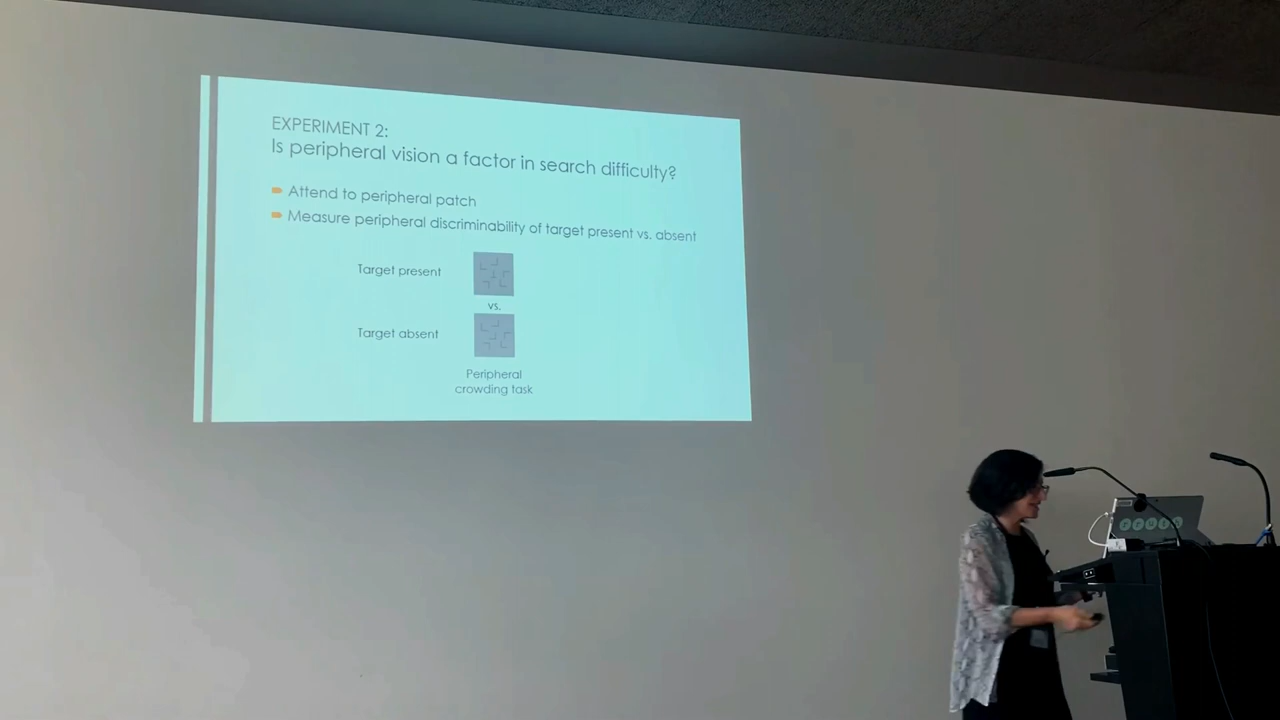 EXPERIMENT 2:
Is peripheral vision a factor in search difficulty?
Attend to peripheral patch
Measure peripheral discriminability of target present vs. absent
Target present
vs.
Target absent
Peripheral
crowding task